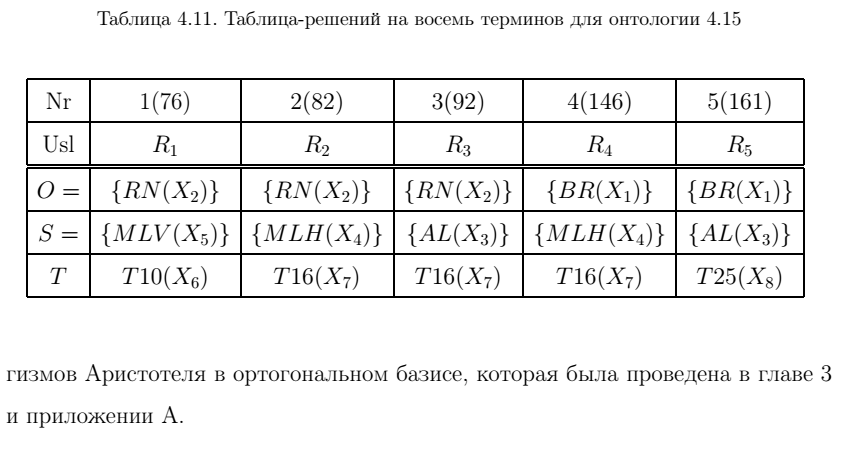 Таблица 4.11. Таблица-решений на восемь терминов для онтологии 4.15
Nr 1(76) 2(82) 3(92) 4(146) 5(161)
Usl R₁ R₂ R₃ R₄ R₅
O = {RN(X₂)} {RN(X₂)} {RN(X₂)} {BR(X₁)} {BR(X₁)}
S = {MLV(X₅)} {MLH(X₄)} {AL(X₃)} {MLH(X₄)} {AL(X₃)}
T T10(X₆) T16(X₇) T16(X₇) T16(X₇) T25(X₈)
гизмов Аристотеля в ортогональном базисе, которая была проведена в главе 3
и приложении А.